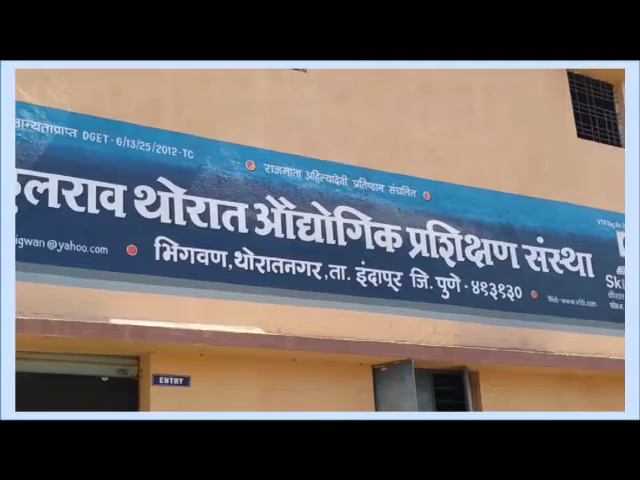 मान्यताप्राप्त DGET - 6/13/25/2012-TC
राजमाता अहिल्यादेवी प्रतिष्ठान संचलित
थोरात औद्योगिक प्रशिक्षण संस्था
igwan@yahoo.com
भिगवण, थोरातनगर, ता. इंदापूर जि. पुणे - ४१३१३०
ENTRY